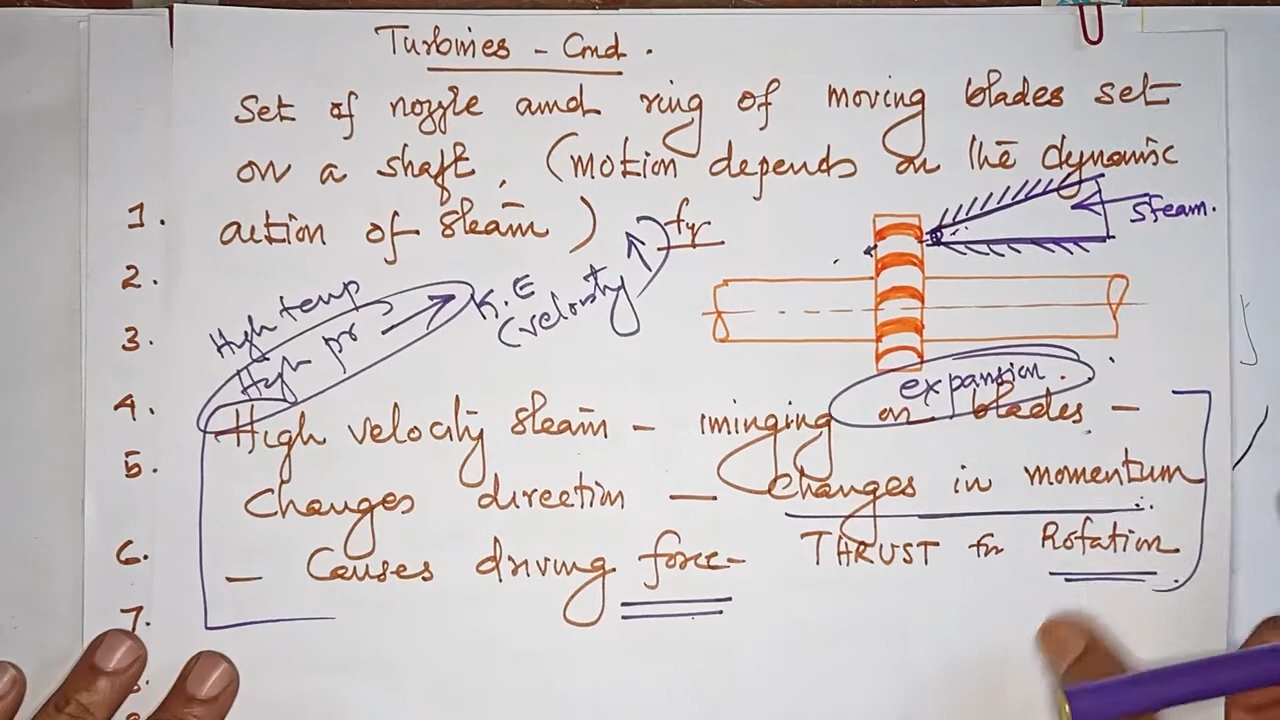 Turbines - Cmd.
Set of nozzle and ring of moving blades set
on a shaft. (motion depends on the dynamic
1. action of steam)
steam.
2.
High temp
High pr
K.E
(velocity)
3.
expansion.
4. High velocity steam - iminging on blades -
5. changes direction - changes in momentum
6. - Causes driving force - THRUST for Rotation
7.